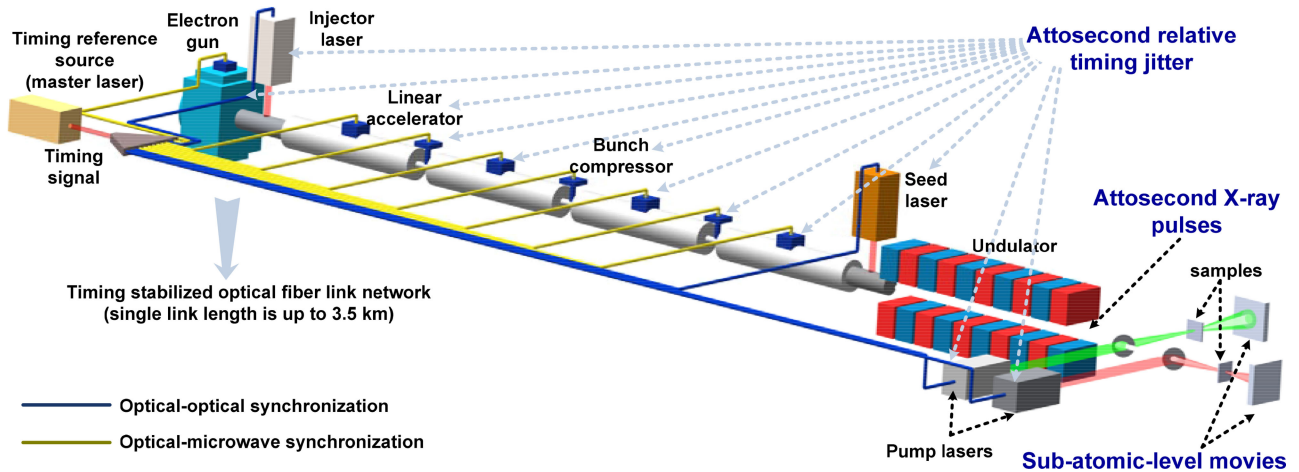 Timing reference
source
(master laser)
Electron
gun
Injector
laser
Attosecond relative
timing jitter
Linear
accelerator
Timing
signal
Bunch
compressor
Seed
laser
Attosecond X-ray
pulses
Undulator
samples
Timing stabilized optical fiber link network
(single link length is up to 3.5 km)
Optical-optical synchronization
Optical-microwave synchronization
Pump lasers
Sub-atomic-level movies